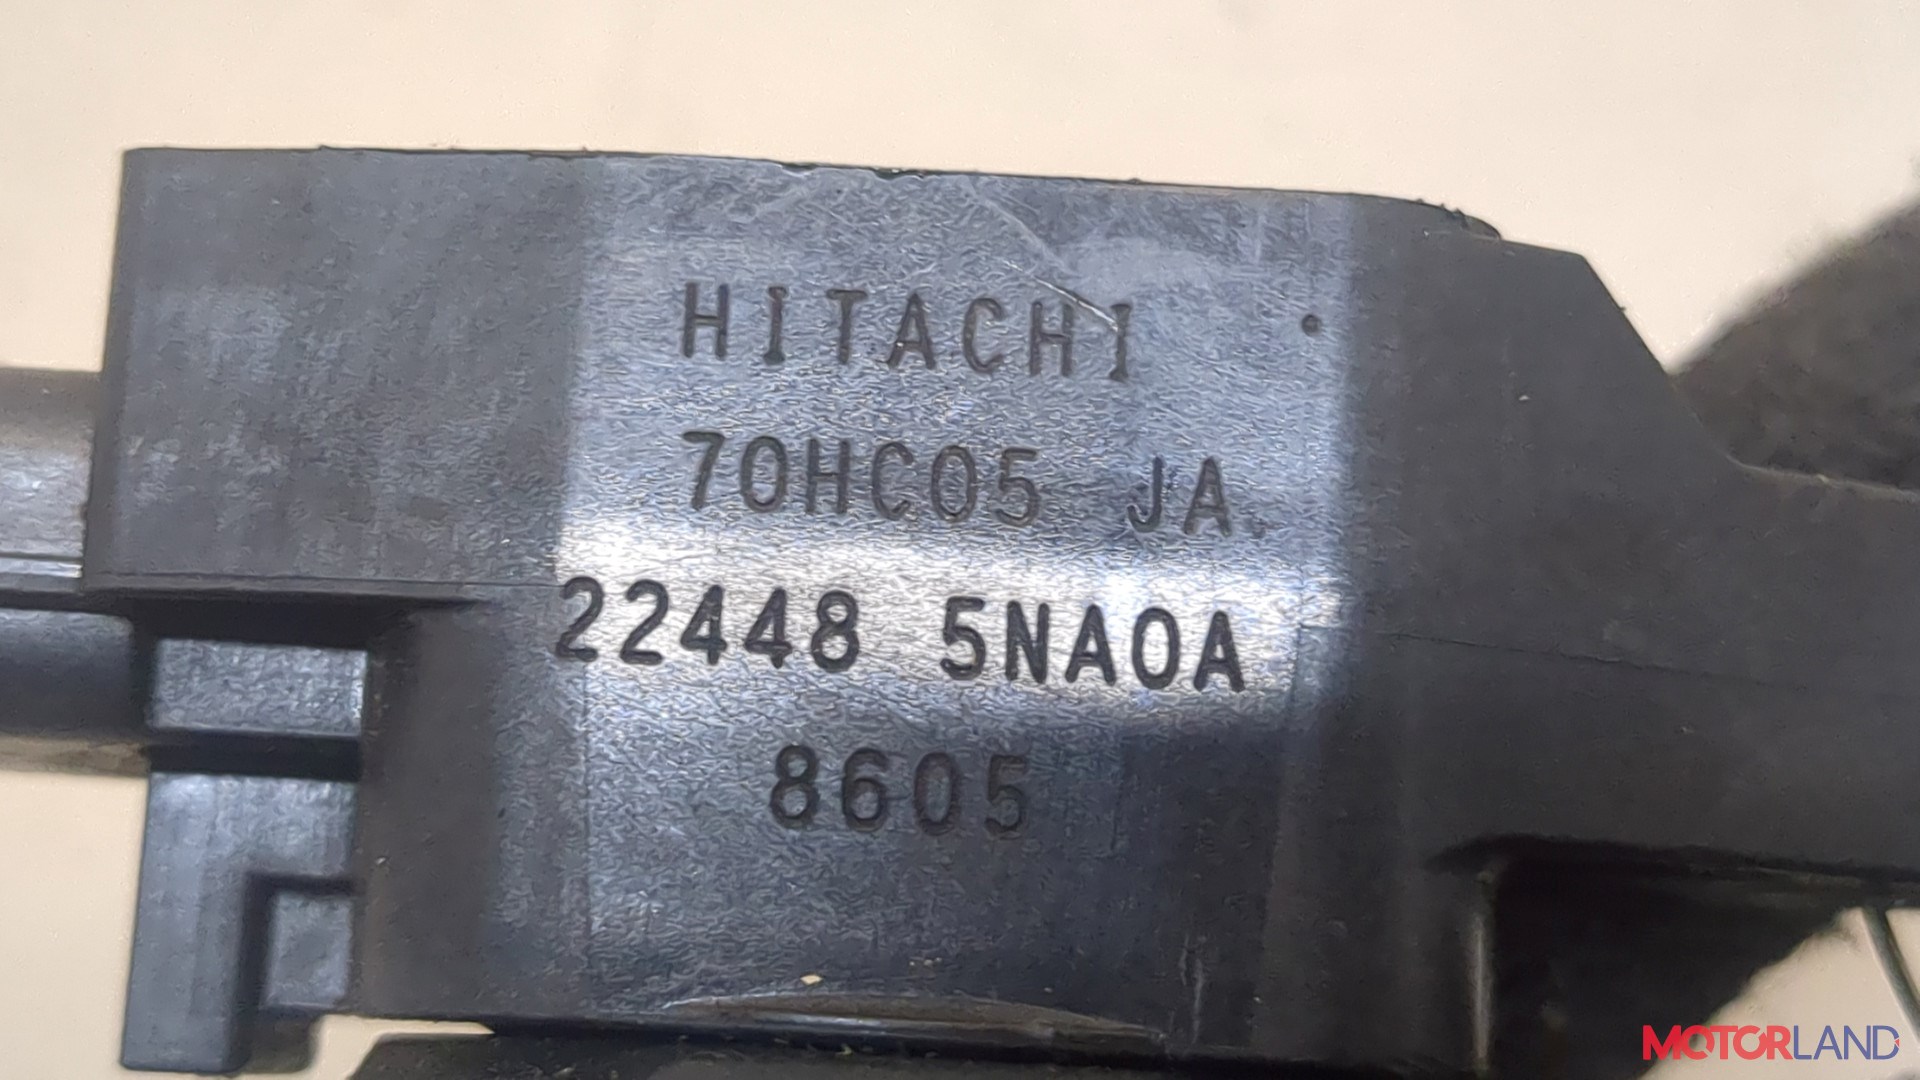 HITACHI
70HC05 JA
22448 5NA0A
8605
MOTORLAND